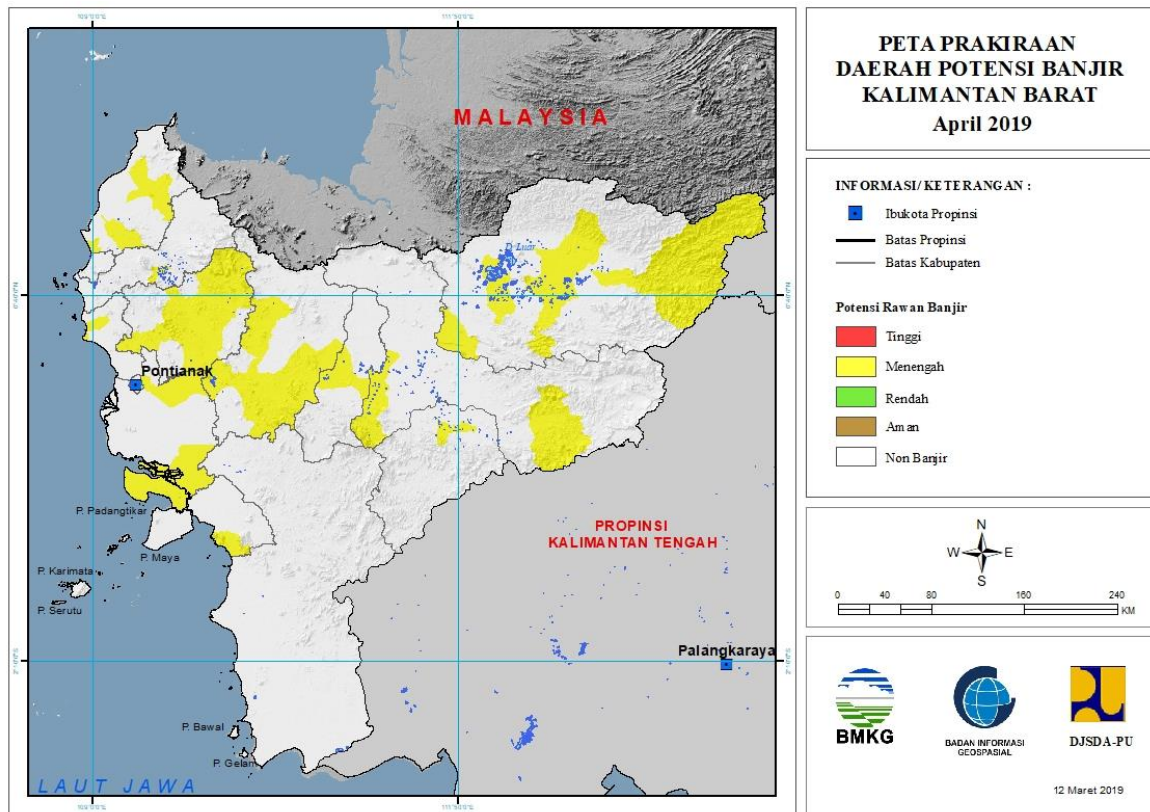 PETA PRAKIRAAN
DAERAH POTENSI BANJIR
KALIMANTAN BARAT
April 2019
INFORMASI/ KETERANGAN :
Ibukota Propinsi
Batas Propinsi
Batas Kabupaten
Potensi Rawan Banjir
Tinggi
Menengah
Rendah
Aman
Non Banjir
N
W E
S
0 40 80 160 240
KM
BMKG
BADAN INFORMASI
GEOSPASIAL
DJSDA-PU
12 Maret 2019
MALAYSIA
D. Luar
Pontianak
P. Padangtikar
P. Maya
P. Karimata
P. Serutu
PROPINSI
KALIMANTAN TENGAH
Palangkaraya
P. Bawal
P. Gelam
LAUT JAWA